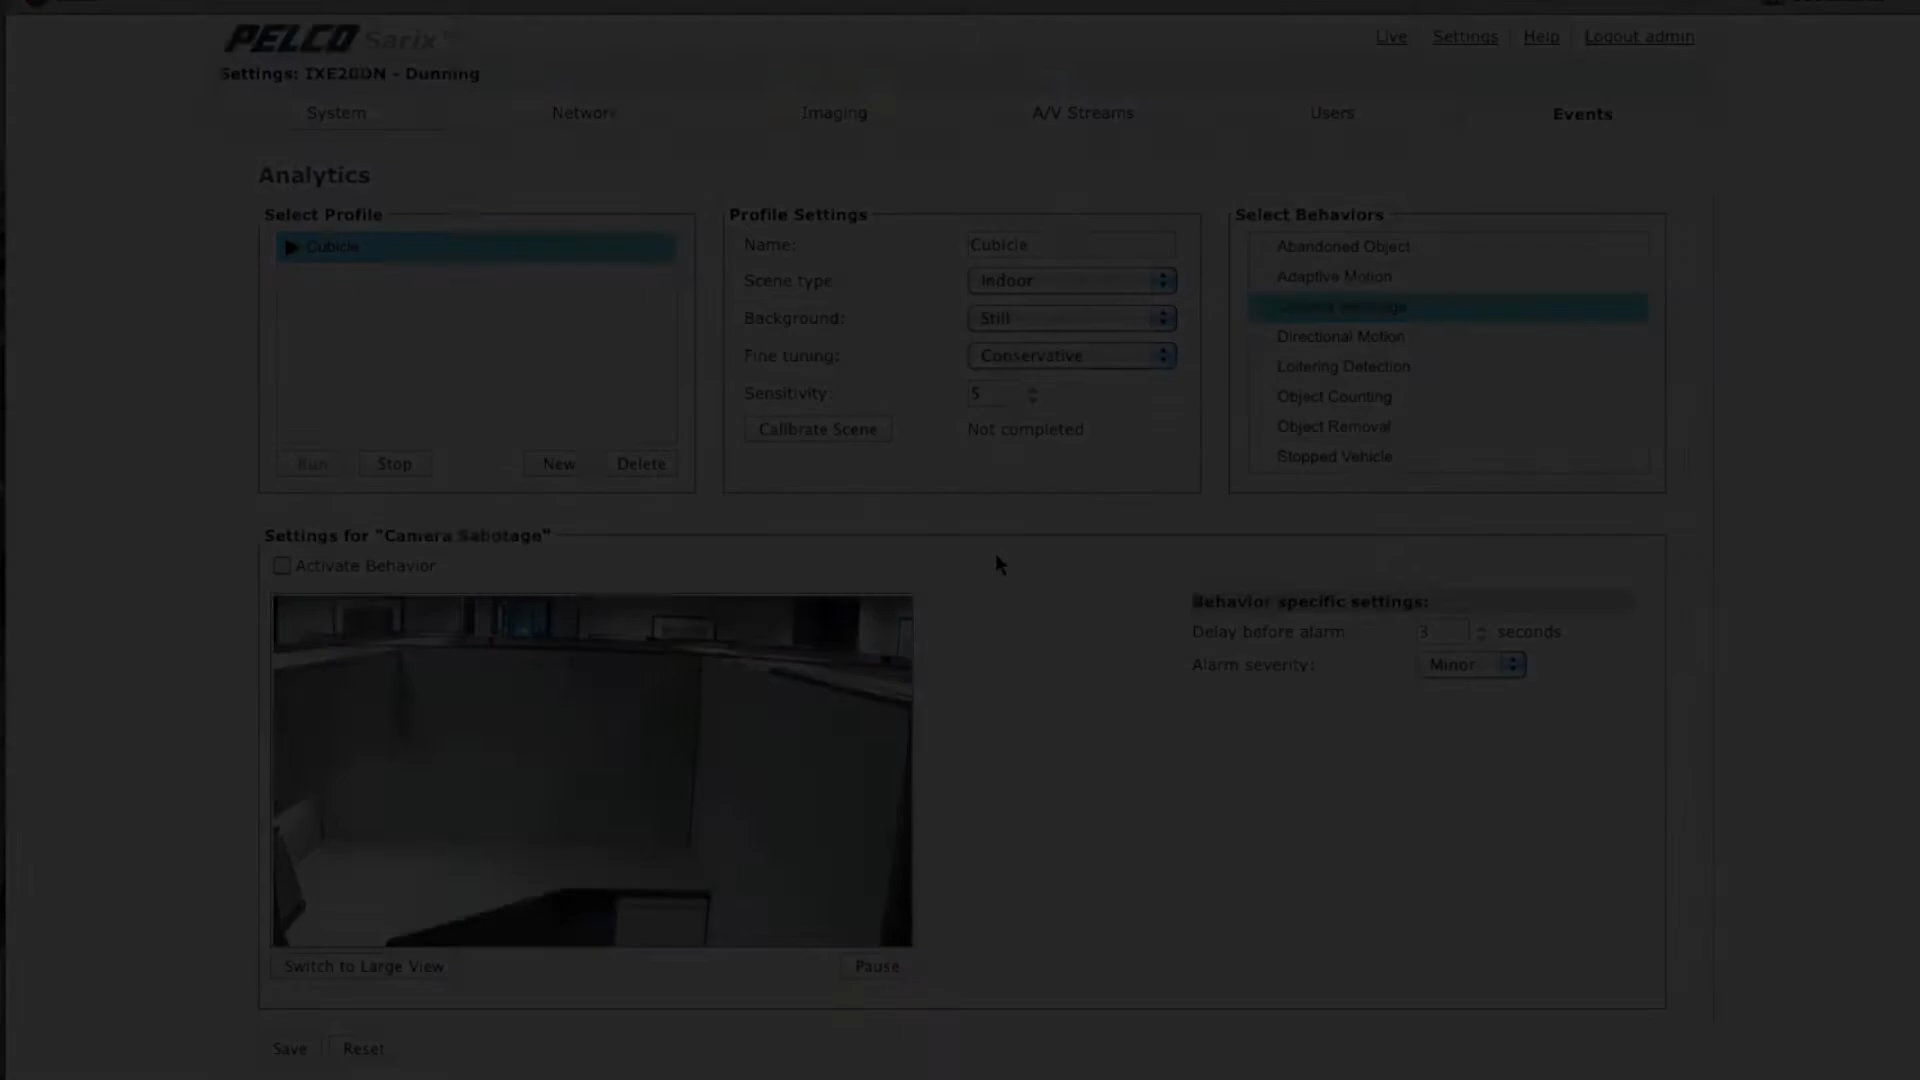 PELCO Sarix™
Live Settings Help Logout admin
Settings: IXE20DN - Dunning
System Network Imaging A/V Streams Users Events
Analytics
Select Profile
Cubicle
Run Stop New Delete
Profile Settings
Name: Cubicle
Scene type: Indoor
Background: Still
Fine tuning: Conservative
Sensitivity: 5
Calibrate Scene Not completed
Select Behaviors
Abandoned Object
Adaptive Motion
Camera Sabotage
Directional Motion
Loitering Detection
Object Counting
Object Removal
Stopped Vehicle
Settings for "Camera Sabotage"
Activate Behavior
Behavior specific settings:
Delay before alarm: 3 seconds
Alarm severity: Minor
Switch to Large View Pause
Save Reset